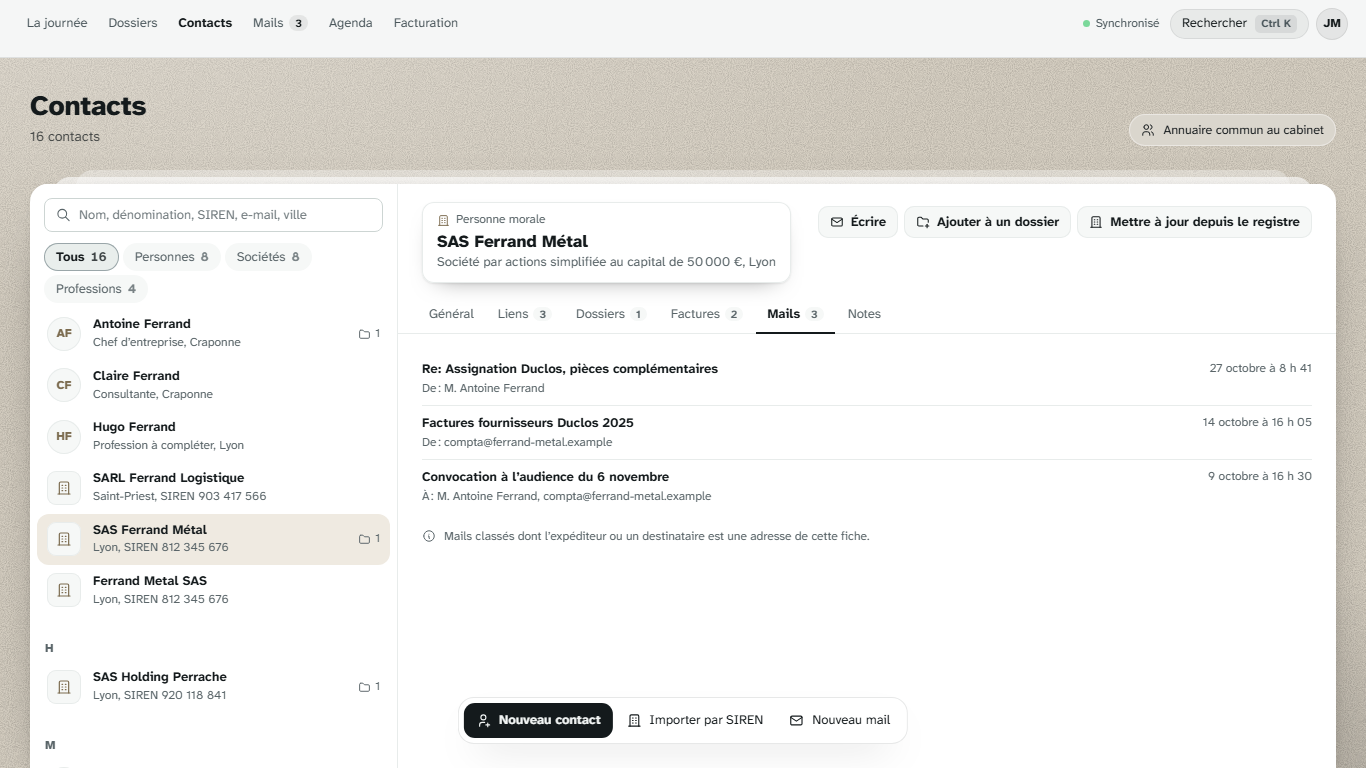 La journée
Dossiers
Contacts
Mails 3
Agenda
Facturation
Synchronisé
Rechercher Ctrl K
JM
Contacts
16 contacts
Annuaire commun au cabinet
Nom, dénomination, SIREN, e-mail, ville
Tous 16
Personnes 8
Sociétés 8
Professions 4
AF
Antoine Ferrand
Chef d'entreprise, Craponne
1
CF
Claire Ferrand
Consultante, Craponne
HF
Hugo Ferrand
Profession à compléter, Lyon
SARL Ferrand Logistique
Saint-Priest, SIREN 903 417 566
SAS Ferrand Métal
Lyon, SIREN 812 345 676
1
Ferrand Metal SAS
Lyon, SIREN 812 345 676
H
SAS Holding Perrache
Lyon, SIREN 920 118 841
1
M
Personne morale
SAS Ferrand Métal
Société par actions simplifiée au capital de 50 000 €, Lyon
Écrire
Ajouter à un dossier
Mettre à jour depuis le registre
Général
Liens 3
Dossiers 1
Factures 2
Mails 3
Notes
Re: Assignation Duclos, pièces complémentaires
27 octobre à 8 h 41
De : M. Antoine Ferrand
Factures fournisseurs Duclos 2025
14 octobre à 16 h 05
De : compta@ferrand-metal.example
Convocation à l'audience du 6 novembre
9 octobre à 16 h 30
À : M. Antoine Ferrand, compta@ferrand-metal.example
Mails classés dont l'expéditeur ou un destinataire est une adresse de cette fiche.
Nouveau contact
Importer par SIREN
Nouveau mail